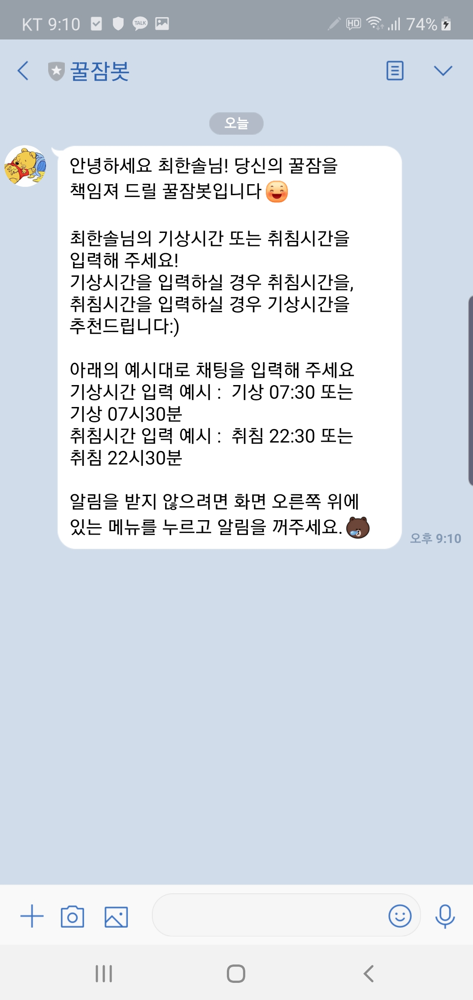 KT 9:10 TALK HD 74%
꿀잠봇
오늘
안녕하세요 최한솔님! 당신의 꿀잠을
책임져 드릴 꿀잠봇입니다
최한솔님의 기상시간 또는 취침시간을
입력해 주세요!
기상시간을 입력하실 경우 취침시간을,
취침시간을 입력하실 경우 기상시간을
추천드립니다:)
아래의 예시대로 채팅을 입력해 주세요
기상시간 입력 예시 :  기상 07:30 또는
기상 07시30분
취침시간 입력 예시 :  취침 22:30 또는
취침 22시30분
알림을 받지 않으려면 화면 오른쪽 위에
있는 메뉴를 누르고 알림을 꺼주세요.
오후 9:10